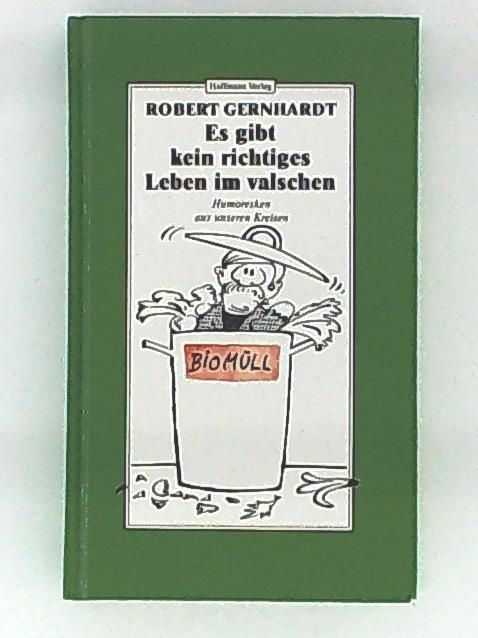 Haffmans Verlag
ROBERT GERNHARDT
Es gibt
kein richtiges
Leben im valschen
Humoresken
aus unseren Kreisen
BIOMÜLL